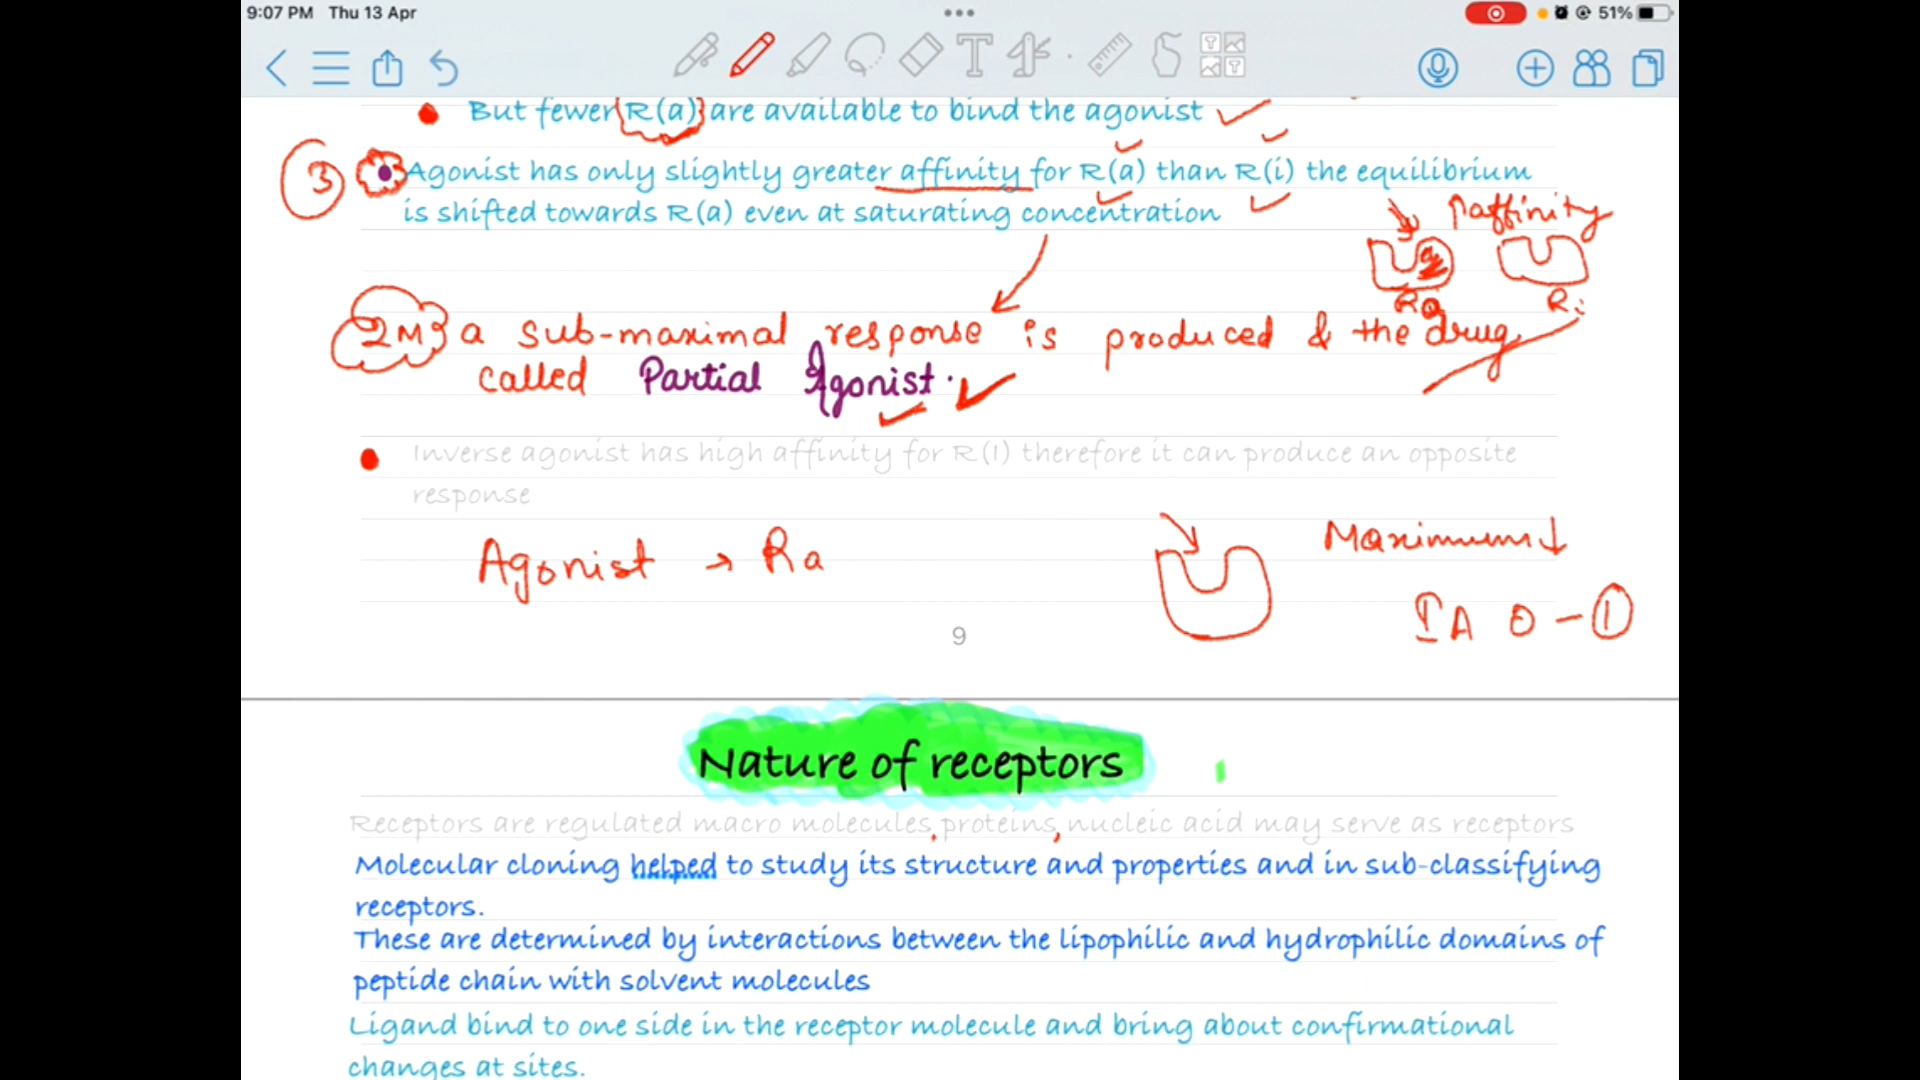 9:07 PM Thu 13 Apr
51%
But fewer R(a) are available to bind the agonist
3
Agonist has only slightly greater affinity for R(a) than R(i) the equilibrium
is shifted towards R(a) even at saturating concentration
↑affinity
Ra Ri
2M a sub-maximal response is produced & the drug
called Partial Agonist.
Inverse agonist has high affinity for R(I) therefore it can produce an opposite
response
Agonist → Ra
Maximum↓
IA 0 - 1
9
Nature of receptors
Receptors are regulated macro molecules, proteins, nucleic acid may serve as receptors
Molecular cloning helped to study its structure and properties and in sub-classifying
receptors.
These are determined by interactions between the lipophilic and hydrophilic domains of
peptide chain with solvent molecules
Ligand bind to one side in the receptor molecule and bring about confirmational
changes at sites.